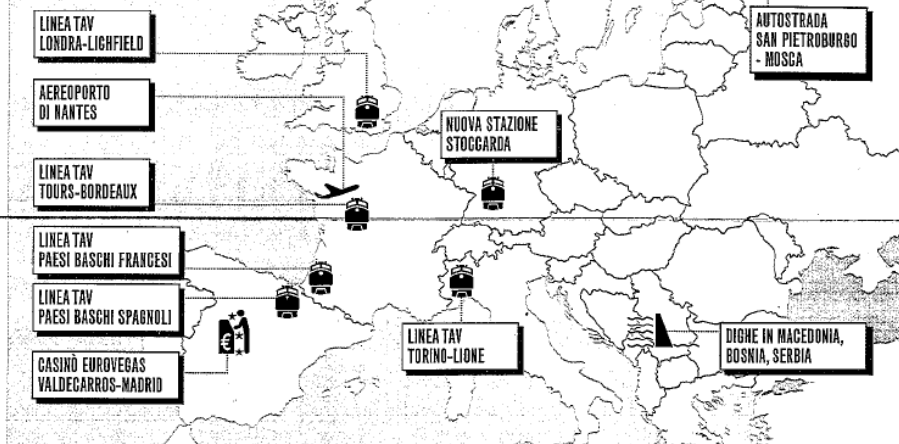 LINEA TAV
LONDRA-LIGHFIELD
AEREOPORTO
DI NANTES
LINEA TAV
TOURS-BORDEAUX
LINEA TAV
PAESI BASCHI FRANCESI
LINEA TAV
PAESI BASCHI SPAGNOLI
CASINÒ EUROVEGAS
VALDECARROS-MADRID
€
NUOVA STAZIONE
STOCCARDA
LINEA TAV
TORINO-LIONE
AUTOSTRADA
SAN PIETROBURGO
- MOSCA
DIGHE IN MACEDONIA,
BOSNIA, SERBIA